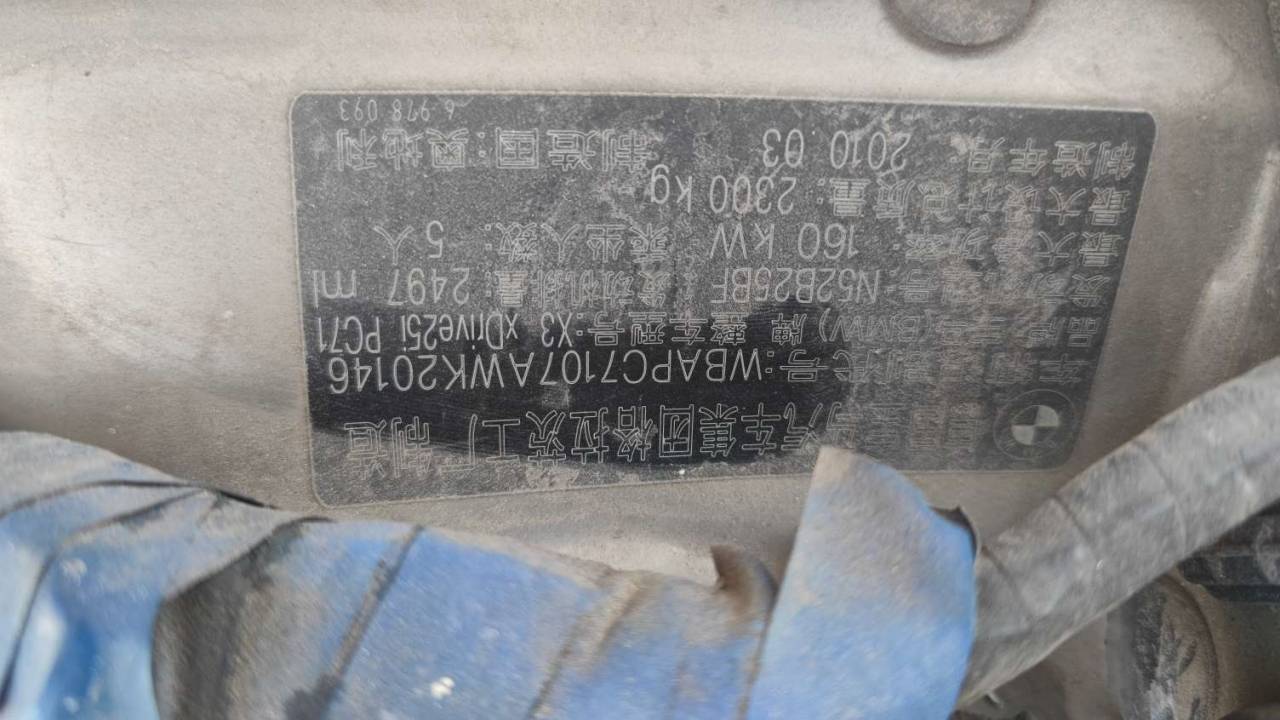 汽车集团格拉茨工厂 制造
车辆识别代号:WBAPC7107AWK20146
品牌:宝马(BMW)牌 整车型号:X3 xDrive25i PC71
发动机型号:N52B25BF 发动机排量:2497 ml
最大净功率:160 kW 乘坐人数:5人
最大设计总质量:2300 kg
制造年月:2010 03 制造国:奥地利
6 978 093